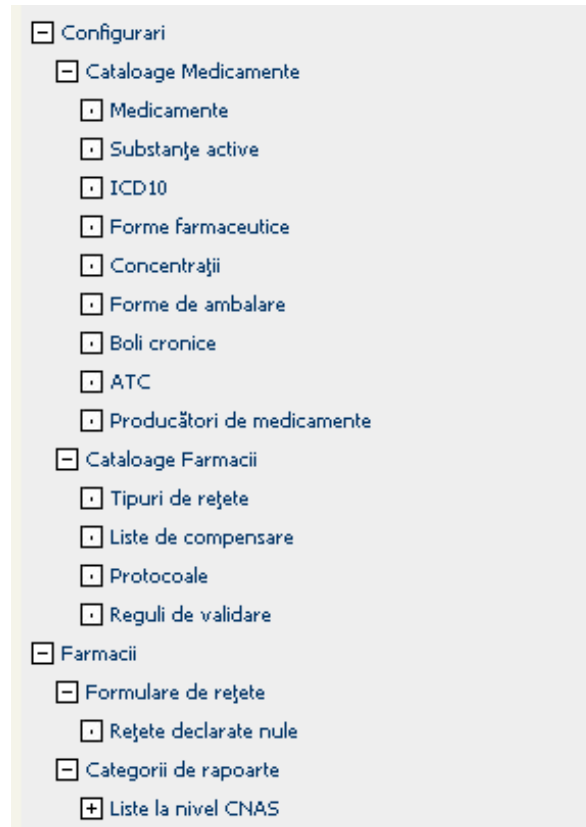 Configurari
Cataloage Medicamente
Medicamente
Substanţe active
ICD10
Forme farmaceutice
Concentraţii
Forme de ambalare
Boli cronice
ATC
Producători de medicamente
Cataloage Farmacii
Tipuri de reţete
Liste de compensare
Protocoale
Reguli de validare
Farmacii
Formulare de reţete
Reţete declarate nule
Categorii de rapoarte
Liste la nivel CNAS